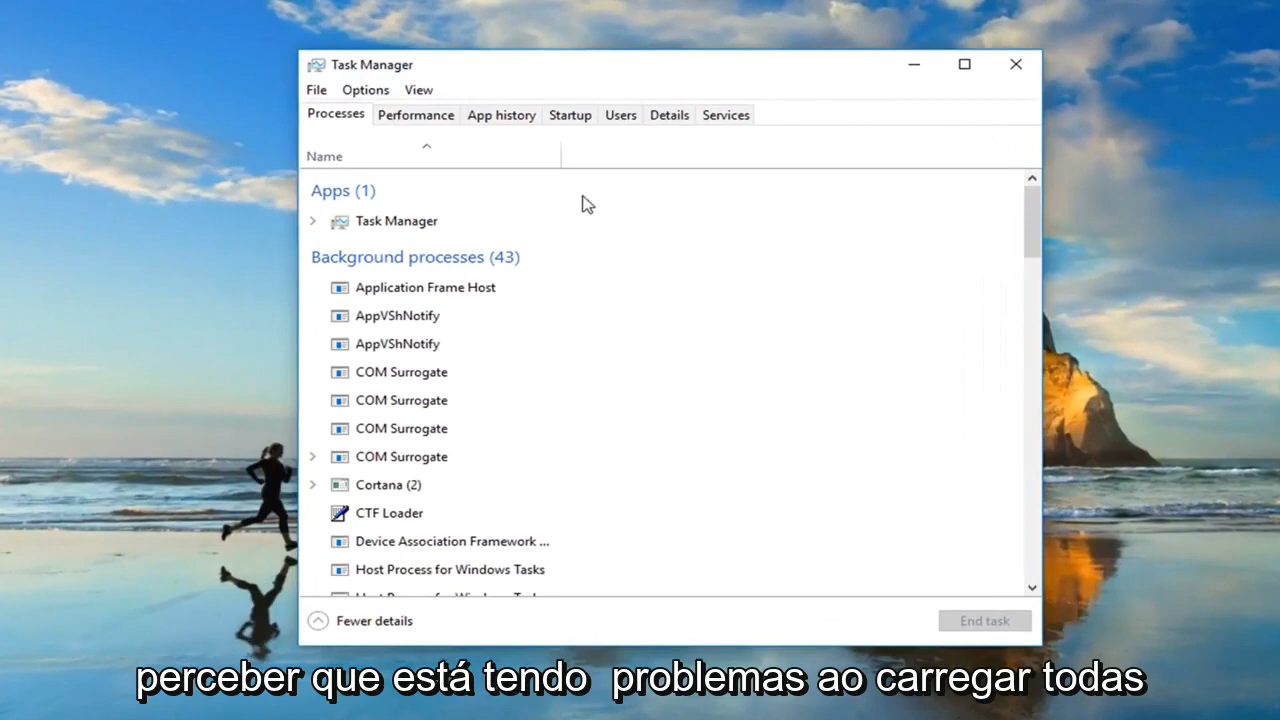 Task Manager
File Options View
Processes Performance App history Startup Users Details Services
Name
Apps (1)
Task Manager
Background processes (43)
Application Frame Host
AppVShNotify
AppVShNotify
COM Surrogate
COM Surrogate
COM Surrogate
COM Surrogate
Cortana (2)
CTF Loader
Device Association Framework ...
Host Process for Windows Tasks
Fewer details End task
perceber que está tendo problemas ao carregar todas